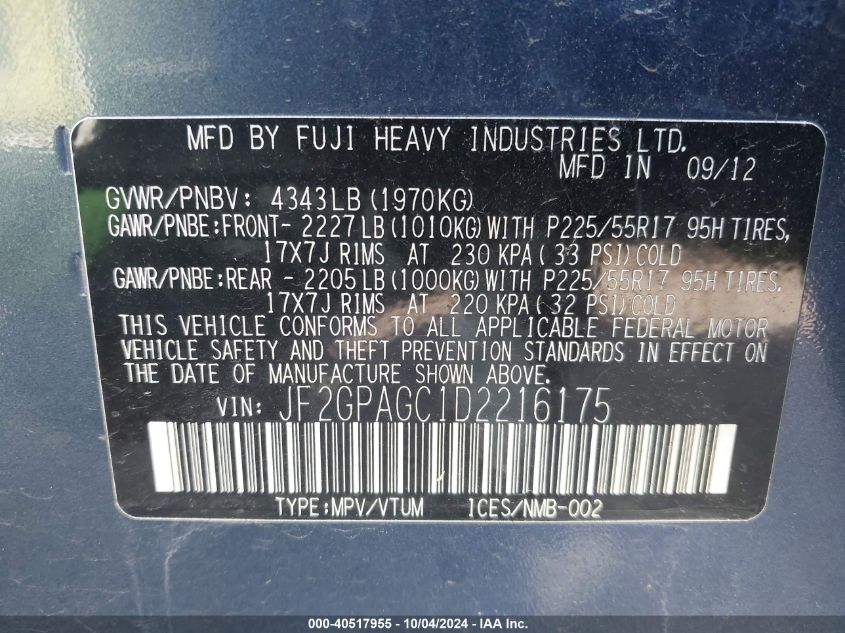 MFD BY FUJI HEAVY INDUSTRIES LTD.
MFD IN 09/12
GVWR/PNBV: 4343LB (1970KG)
GAWR/PNBE:FRONT- 2227LB(1010KG)WITH P225/55R17 95H TIRES,
17X7J RIMS AT 230 KPA(33 PSI)COLD
GAWR/PNBE:REAR - 2205LB(1000KG)WITH P225/55R17 95H TIRES,
17X7J RIMS AT 220 KPA(32 PSI)COLD
THIS VEHICLE CONFORMS TO ALL APPLICABLE FEDERAL MOTOR
VEHICLE SAFETY AND THEFT PREVENTION STANDARDS IN EFFECT ON
THE DATE OF MANUFACTURE SHOWN ABOVE.
VIN: JF2GPAGC1D2216175
TYPE:MPV/VTUM ICES/NMB-002
000-40517955 - 10/04/2024 - www.iaai.com